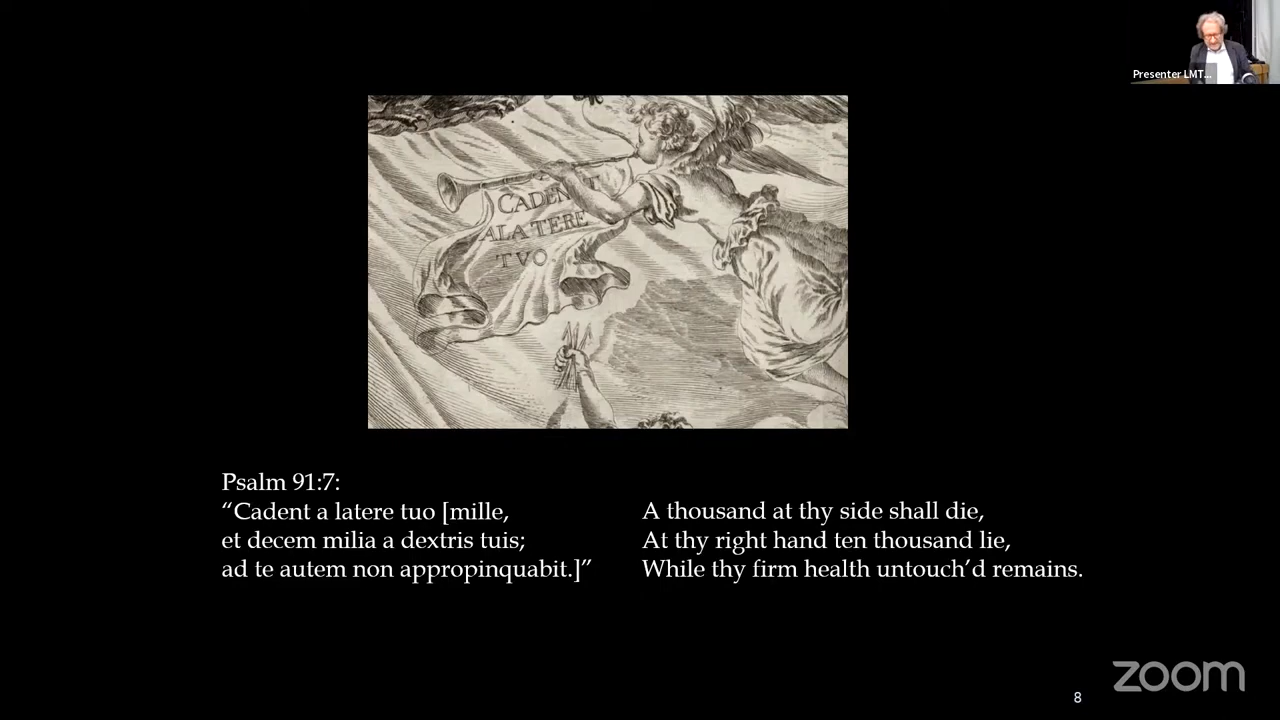 Presenter LMT...
CADENT
A LA TERE
TVO
Psalm 91:7:
“Cadent a latere tuo [mille,
et decem milia a dextris tuis;
ad te autem non appropinquabit.]”
A thousand at thy side shall die,
At thy right hand ten thousand lie,
While thy firm health untouch’d remains.
zoom
8